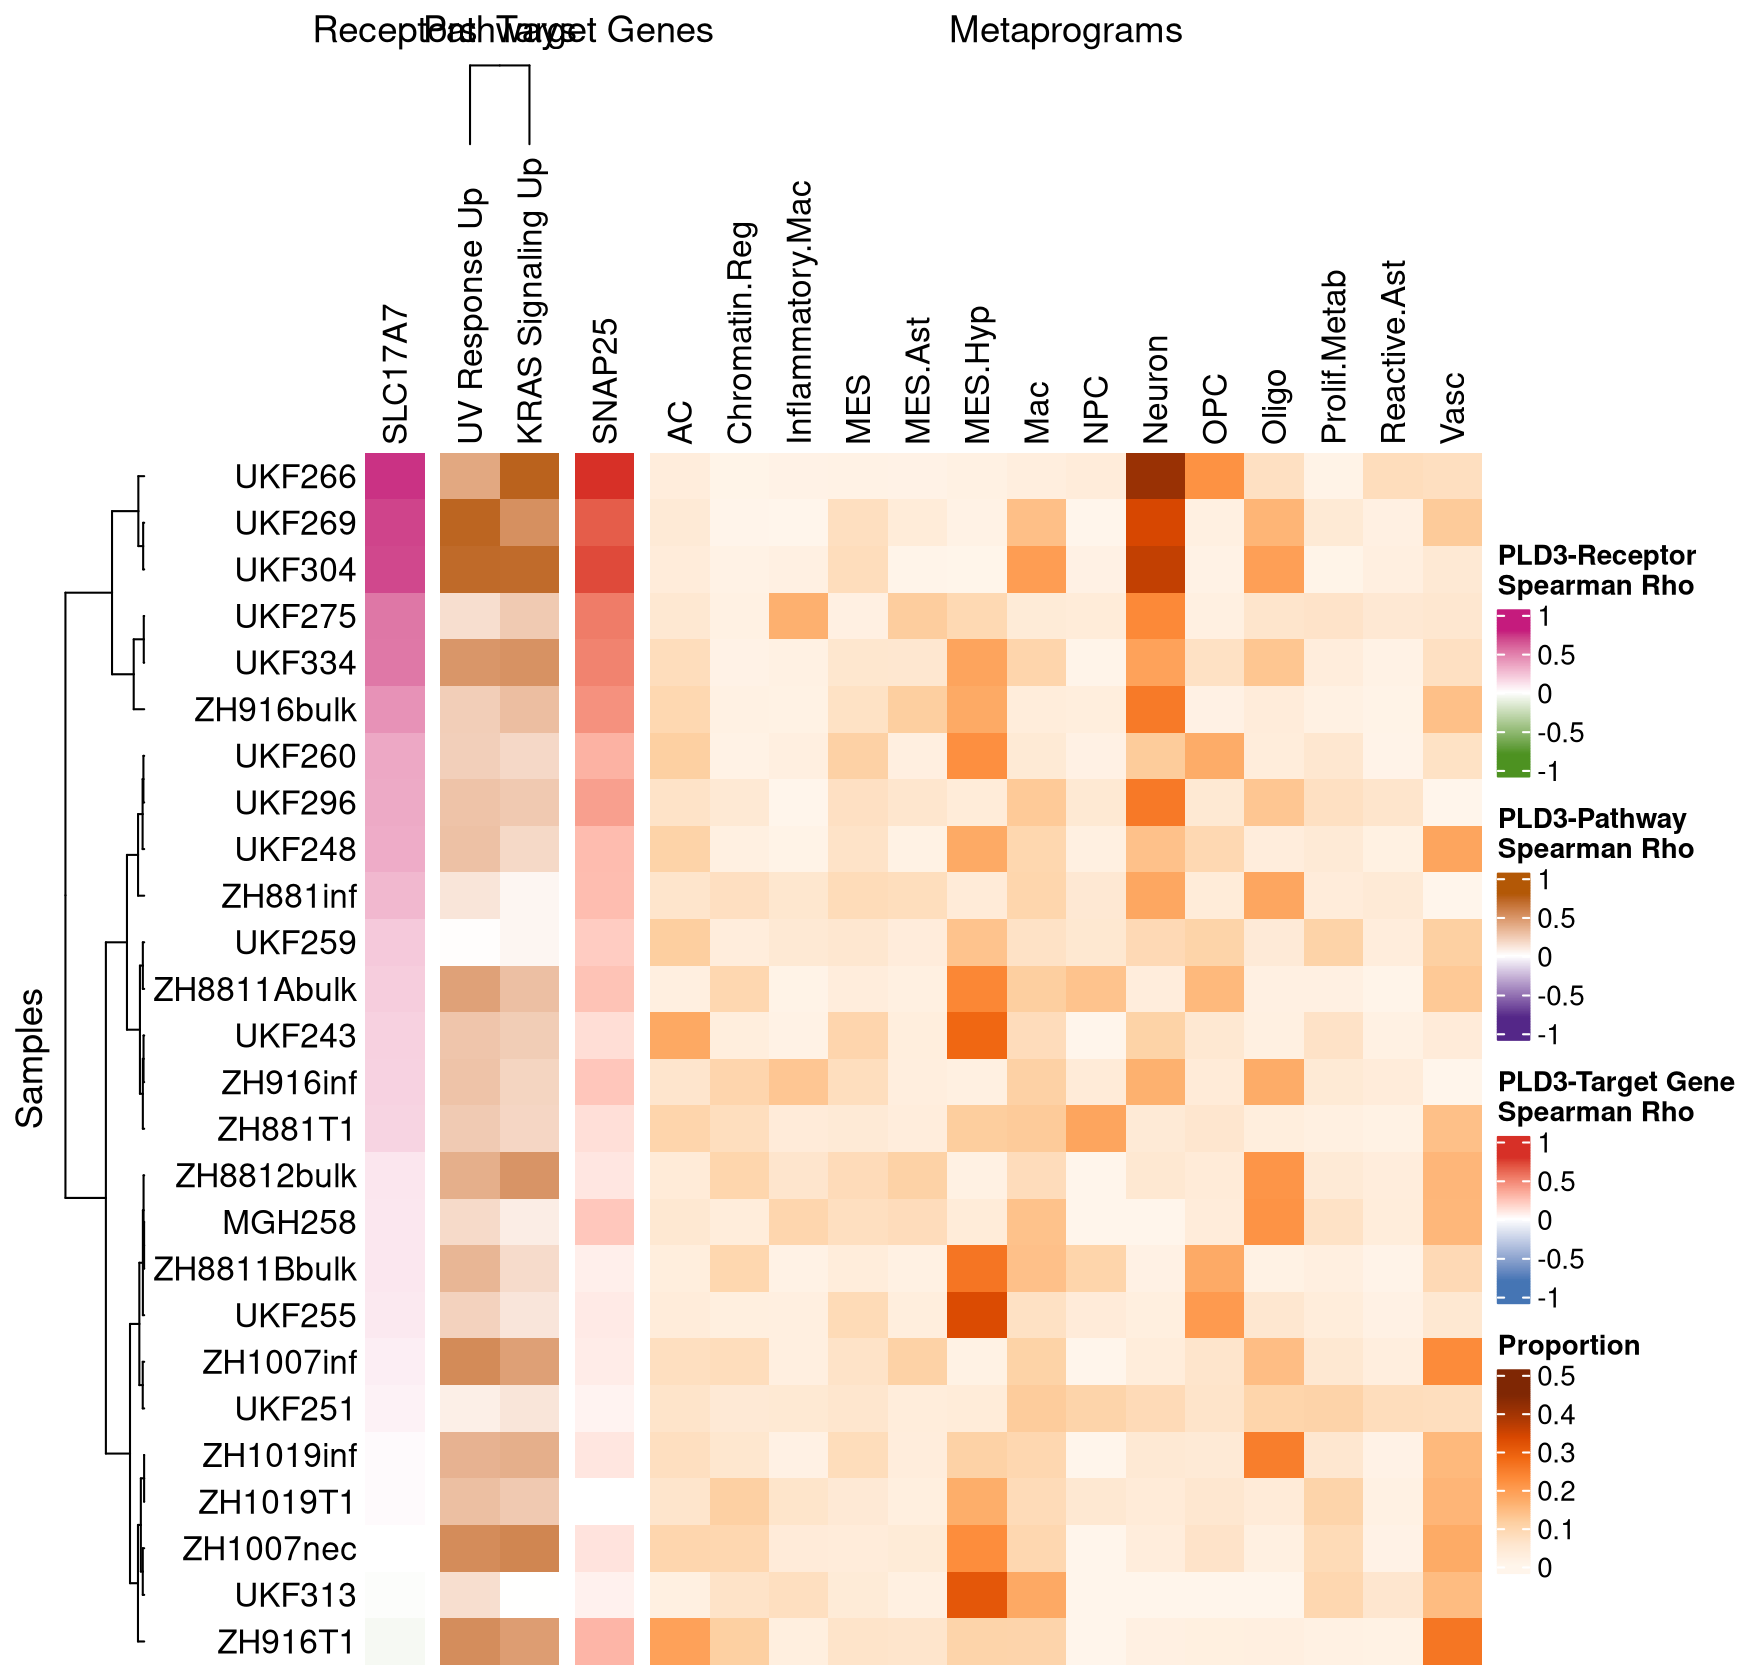 Receptors Pathways Target Genes Metaprograms
SLC17A7
UV Response Up
KRAS Signaling Up
SNAP25
AC
Chromatin.Reg
Inflammatory.Mac
MES
MES.Ast
MES.Hyp
Mac
NPC
Neuron
OPC
Oligo
Prolif.Metab
Reactive.Ast
Vasc
Samples
UKF266
UKF269
UKF304
UKF275
UKF334
ZH916bulk
UKF260
UKF296
UKF248
ZH881inf
UKF259
ZH8811Abulk
UKF243
ZH916inf
ZH881T1
ZH8812bulk
MGH258
ZH8811Bbulk
UKF255
ZH1007inf
UKF251
ZH1019inf
ZH1019T1
ZH1007nec
UKF313
ZH916T1
PLD3-Receptor
Spearman Rho
1
0.5
0
-0.5
-1
PLD3-Pathway
Spearman Rho
1
0.5
0
-0.5
-1
PLD3-Target Gene
Spearman Rho
1
0.5
0
-0.5
-1
Proportion
0.5
0.4
0.3
0.2
0.1
0